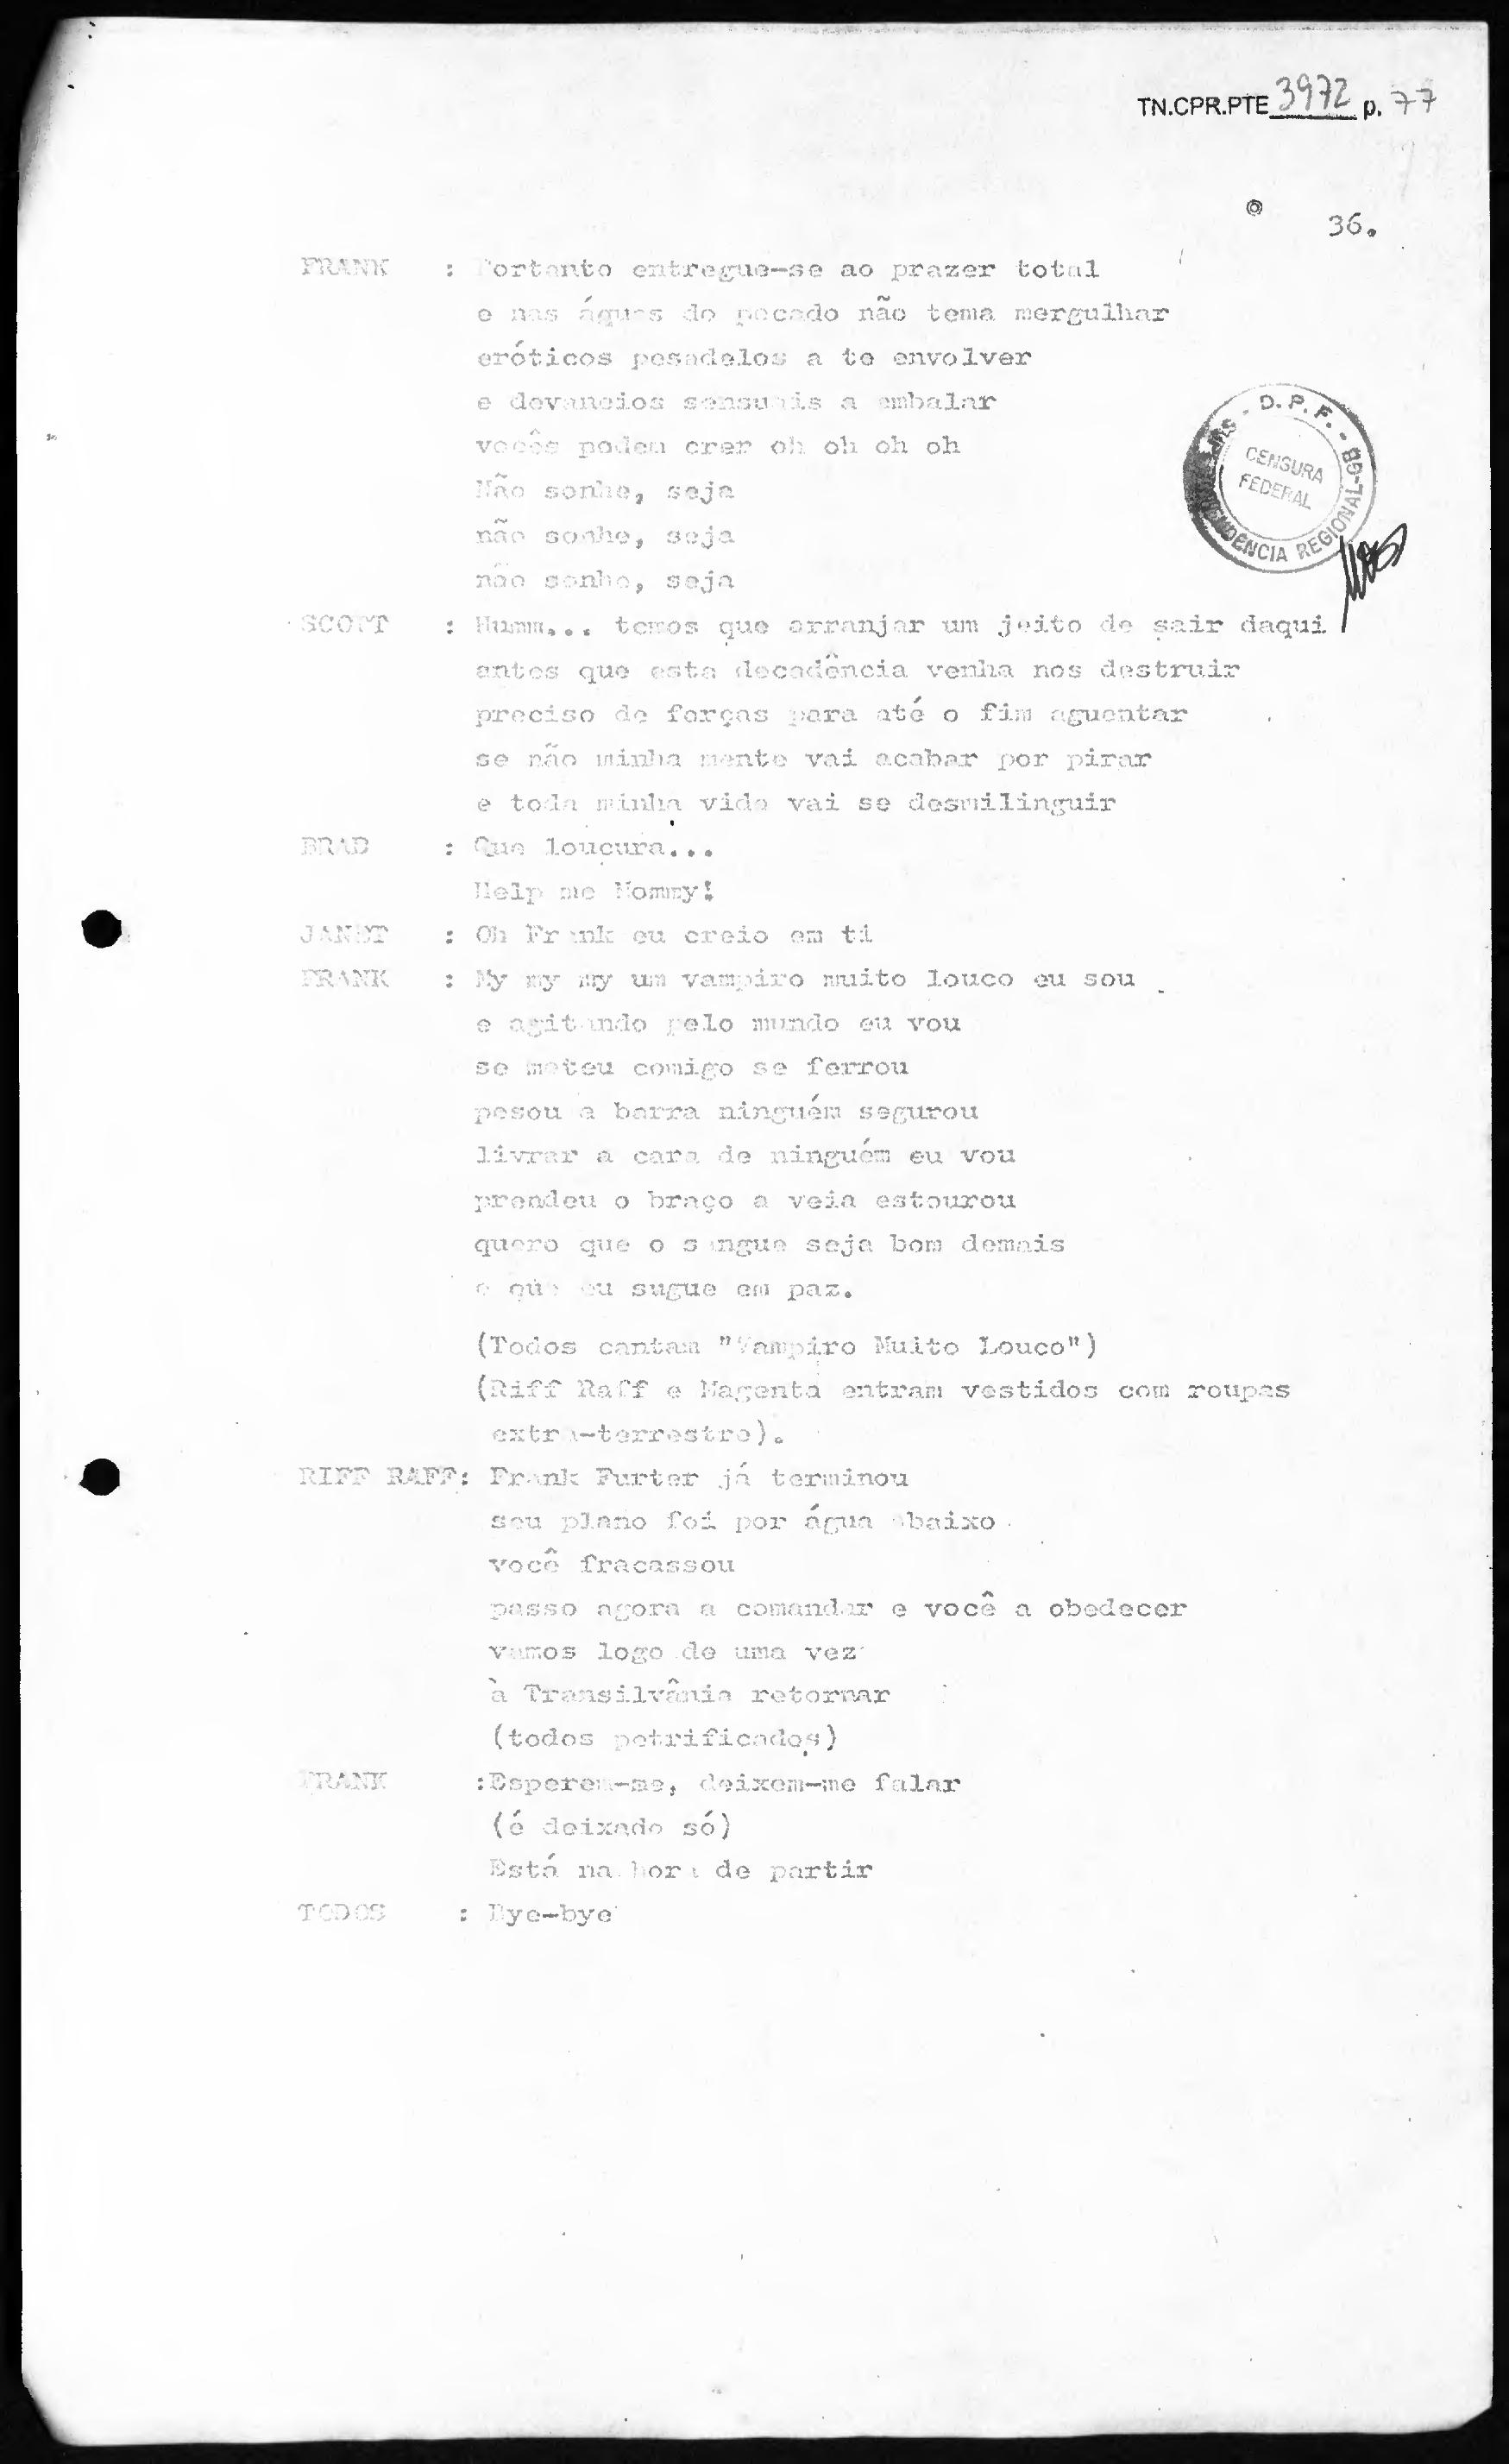 TN.CPR.PTE 3972 p. 77
36.
FRANK : Portanto entregue-se ao prazer total
e nas águas do pecado não tema mergulhar
eróticos pesadelos a te envolver
e devaneios sensuais a embalar
vocês podem crer oh oh oh oh
Não sonhe, seja
não sonhe, seja
não sonhe, seja
- D.P.F. -
CENSURA
FEDERAL
SUPERINTENDÊNCIA REGIONAL-GB
SCOTT : Humm... temos que arranjar um jeito de sair daqui
antes que esta decadência venha nos destruir
preciso de forças para até o fim aguentar
se não minha mente vai acabar por pirar
e toda minha vida vai se desmilinguir
BRAD : Que loucura...
Help me Mommy!
JANET : Oh Frank eu creio em ti
FRANK : My my my um vampiro muito louco eu sou
e agitando pelo mundo eu vou
se meteu comigo se ferrou
pesou a barra ninguém segurou
livrar a cara de ninguém eu vou
prendeu o braço a veia estourou
quero que o sangue seja bom demais
e que eu sugue em paz.
(Todos cantam "Vampiro Muito Louco")
(Riff Raff e Magenta entram vestidos com roupas
extra-terrestre).
RIFF RAFF: Frank Furter já terminou
seu plano foi por água abaixo
você fracassou
passo agora a comandar e você a obedecer
vamos logo de uma vez
à Transilvânia retornar
(todos petrificados)
FRANK :Esperem-me, deixem-me falar
(é deixado só)
Está na hora de partir
TODOS : Bye-bye